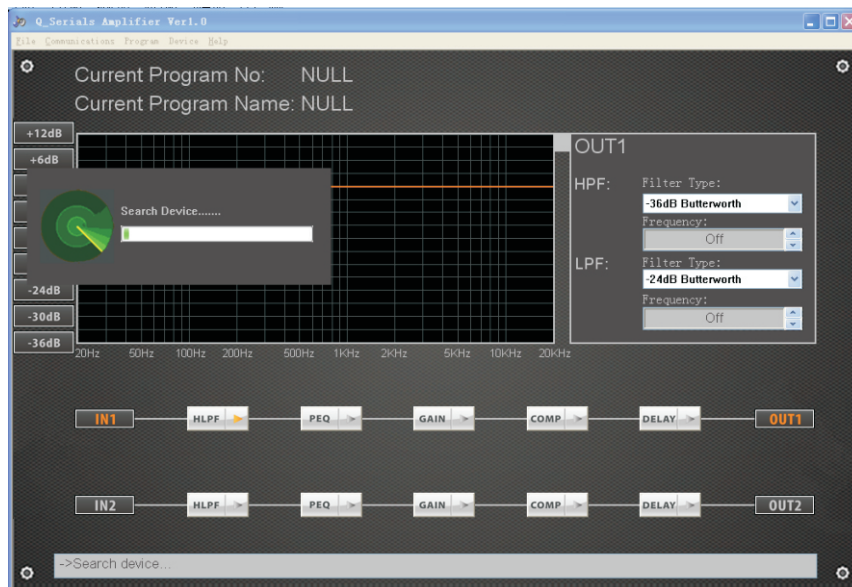 Q_Serials Amplifier Ver1.0
File Communications Program Device Help
Current Program No: NULL
Current Program Name: NULL
+12dB
+6dB
-24dB
-30dB
-36dB
Search Device.......
20Hz 50Hz 100Hz 200Hz 500Hz 1KHz 2KHz 5KHz 10KHz 20KHz
OUT1
HPF: Filter Type:
-36dB Butterworth
Frequency:
Off
LPF: Filter Type:
-24dB Butterworth
Frequency:
Off
IN1 HLPF PEQ GAIN COMP DELAY OUT1
IN2 HLPF PEQ GAIN COMP DELAY OUT2
->Search device...